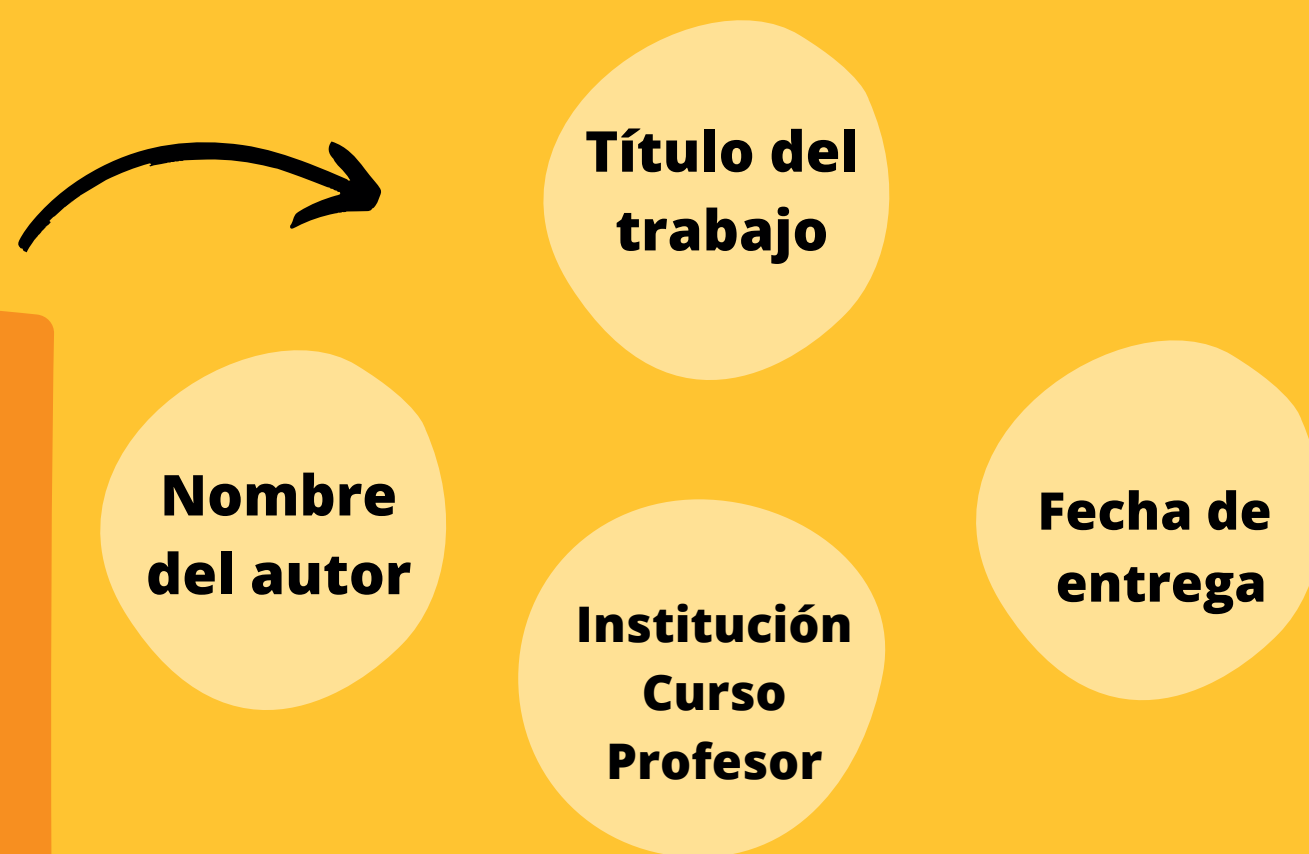 Título del
trabajo
Nombre
del autor
Institución
Curso
Profesor
Fecha de
entrega